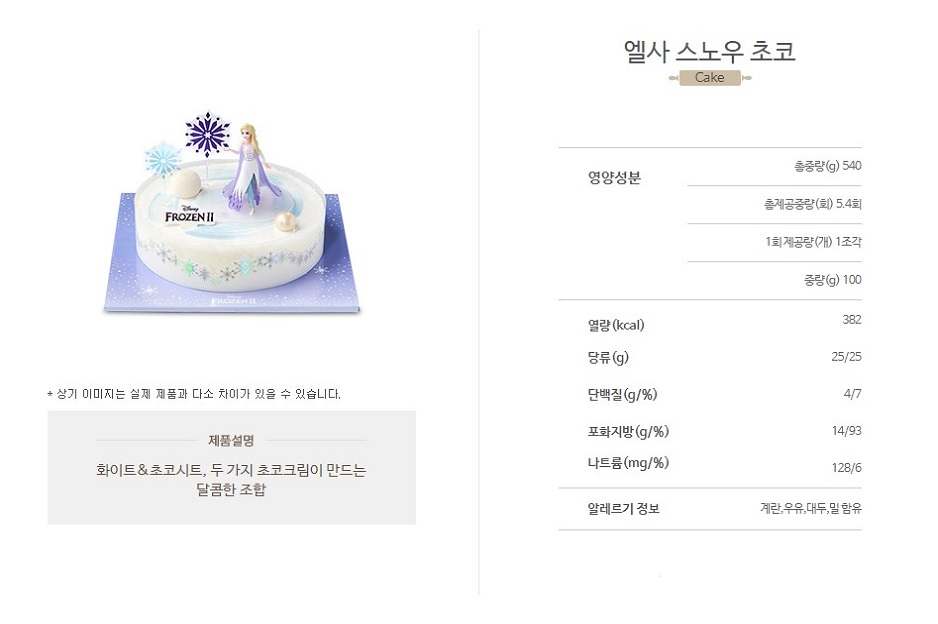 Disney
FROZEN II
FROZEN II
* 상기 이미지는 실제 제품과 다소 차이가 있을 수 있습니다.
제품설명
화이트&초코시트, 두 가지 초코크림이 만드는
달콤한 조합
엘사 스노우 초코
Cake
영양성분
총중량(g) 540
총제공중량(회) 5.4회
1회 제공량(개) 1조각
중량(g) 100
열량(kcal) 382
당류(g) 25/25
단백질(g/%) 4/7
포화지방(g/%) 14/93
나트륨(mg/%) 128/6
알레르기 정보 계란,우유,대두,밀 함유